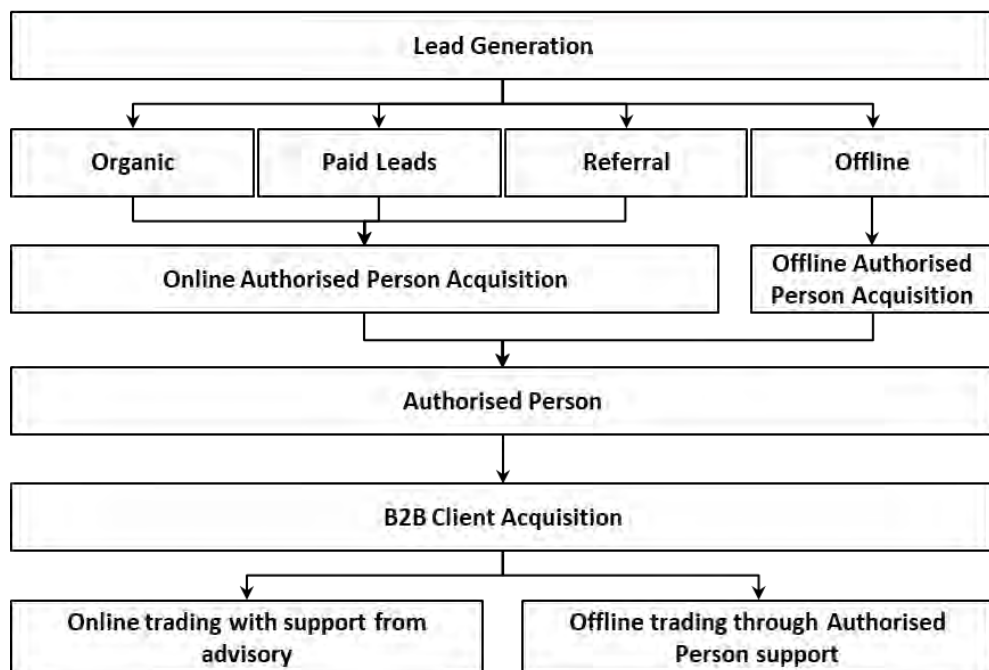 Lead Generation
Organic
Paid Leads
Referral
Offline
Online Authorised Person Acquisition
Offline Authorised
Person Acquisition
Authorised Person
B2B Client Acquisition
Online trading with support from
advisory
Offline trading through Authorised
Person support